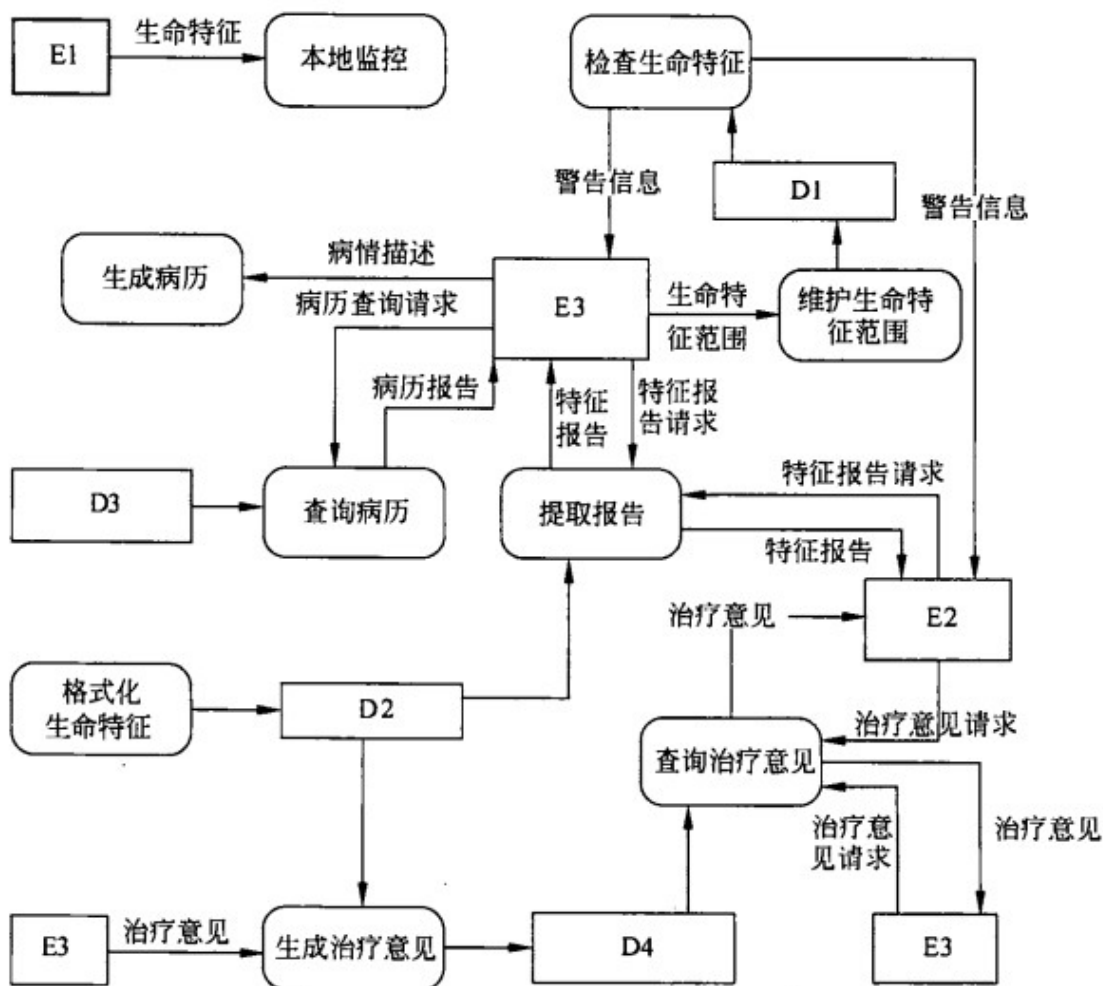 E1
生命特征
本地监控
检查生命特征
警告信息
D1
警告信息
生成病历
病情描述
病历查询请求
E3
生命特
征范围
维护生命特
征范围
病历报告
特征
报告
特征报
告请求
D3
查询病历
提取报告
特征报告请求
特征报告
治疗意见
E2
格式化
生命特征
D2
治疗意见请求
查询治疗意见
治疗意
见请求
治疗意见
E3
治疗意见
生成治疗意见
D4
E3